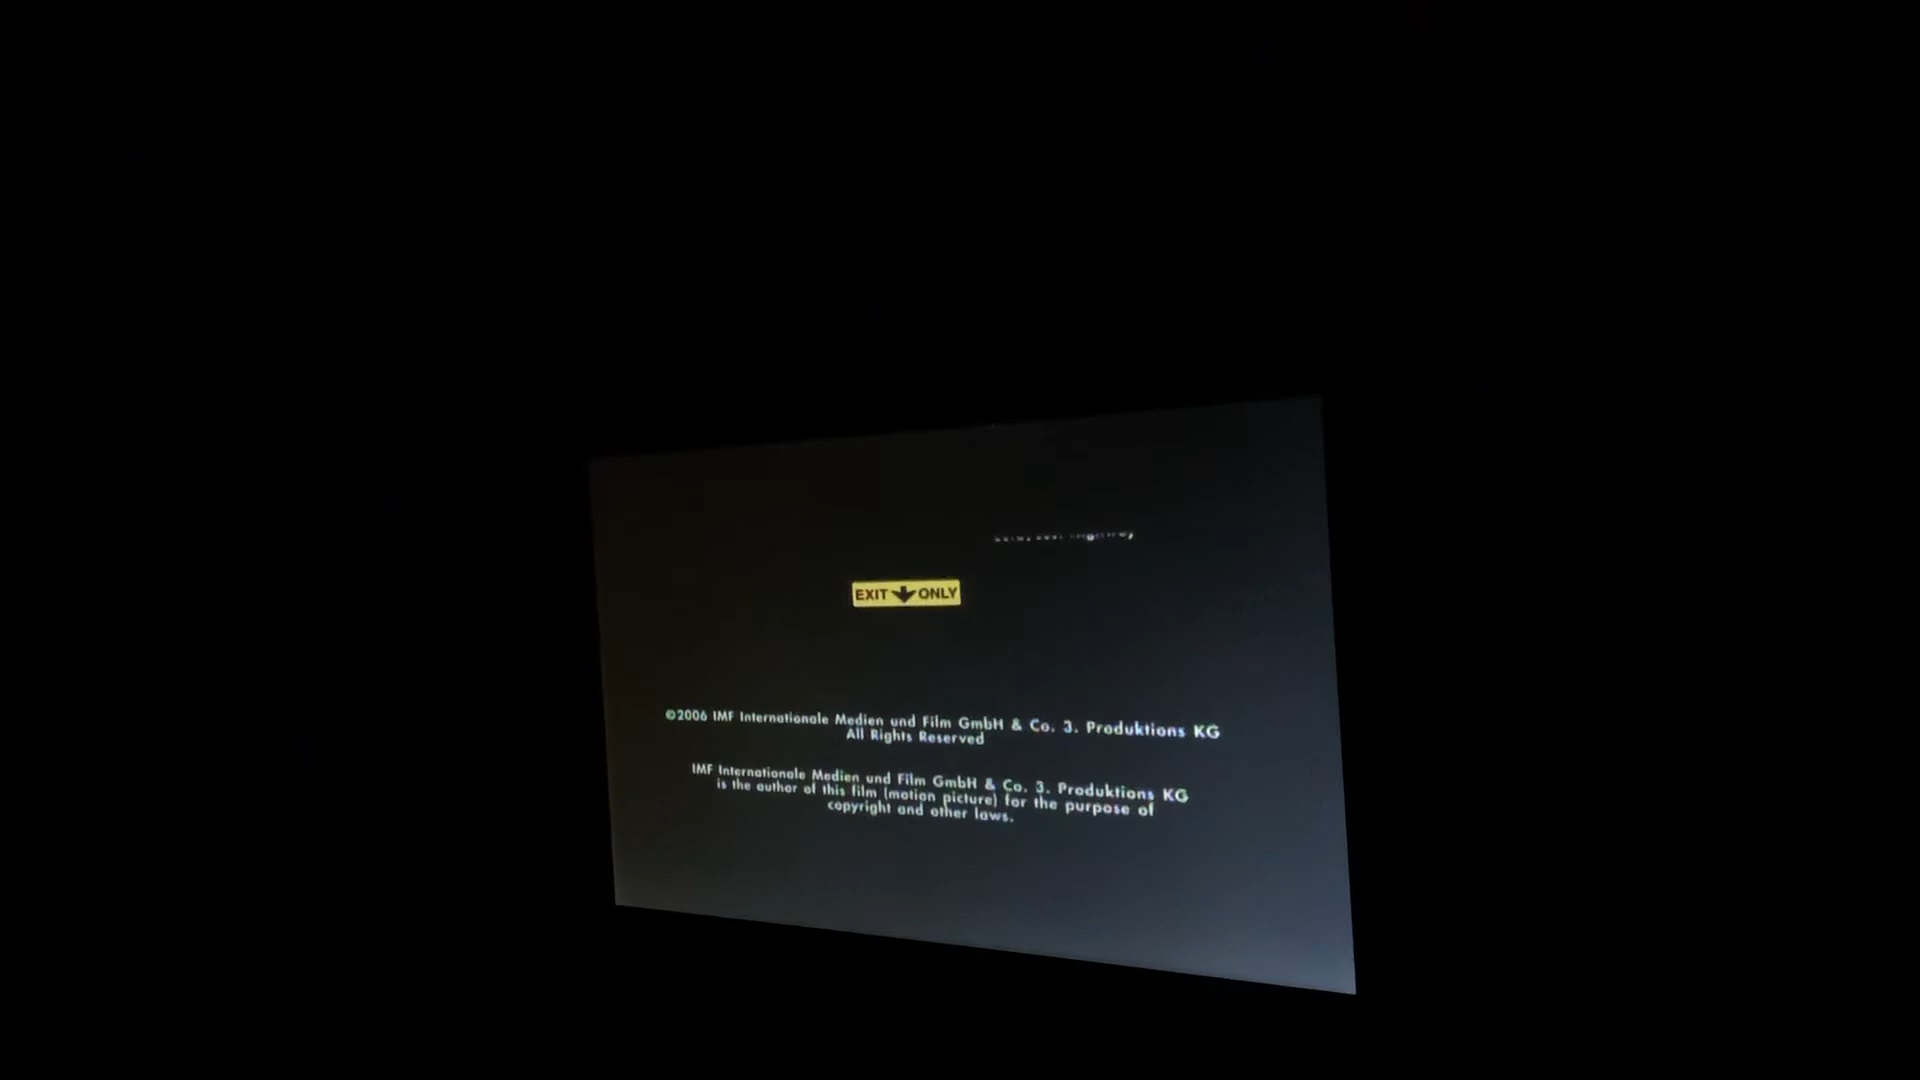 EXIT ONLY
©2006 IMF Internationale Medien und Film GmbH & Co. 3. Produktions KG
All Rights Reserved
IMF Internationale Medien und Film GmbH & Co. 3. Produktions KG
is the author of this film (motion picture) for the purpose of
copyright and other laws.